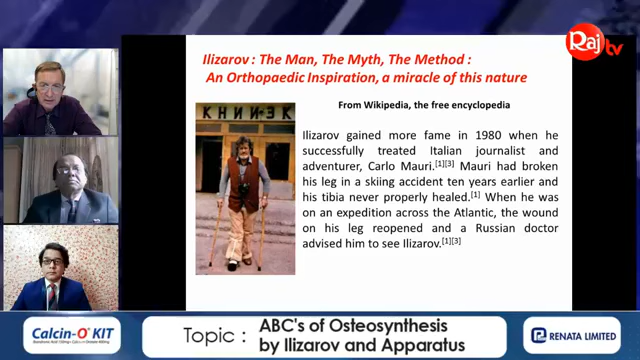 Raj tv
Ilizarov : The Man, The Myth, The Method :
An Orthopaedic Inspiration, a miracle of this nature
From Wikipedia, the free encyclopedia
КНИИЭК
Ilizarov gained more fame in 1980 when he
successfully treated Italian journalist and
adventurer, Carlo Mauri.[1][3] Mauri had broken
his leg in a skiing accident ten years earlier and
his tibia never properly healed.[1] When he was
on an expedition across the Atlantic, the wound
on his leg reopened and a Russian doctor
advised him to see Ilizarov.[1][3]
Calcin-O® KIT
Topic :
ABC's of Osteosynthesis
by Ilizarov and Apparatus
RENATA LIMITED